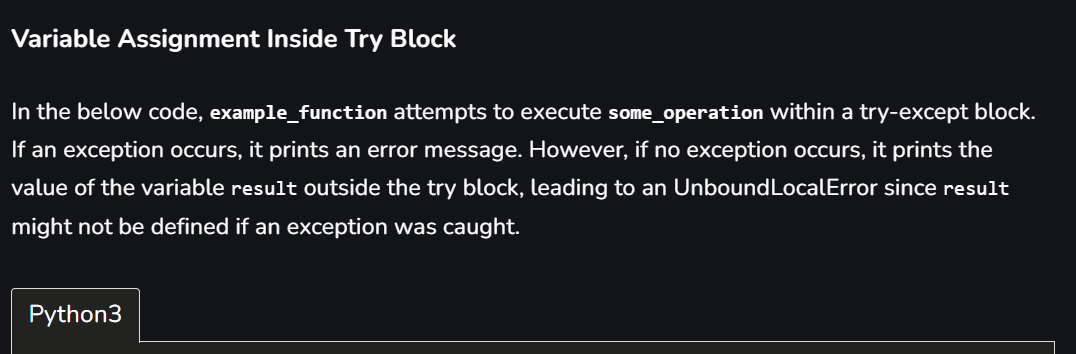 Variable Assignment Inside Try Block
In the below code, example_function attempts to execute some_operation within a try-except block.
If an exception occurs, it prints an error message. However, if no exception occurs, it prints the
value of the variable result outside the try block, leading to an UnboundLocalError since result
might not be defined if an exception was caught.
Python3